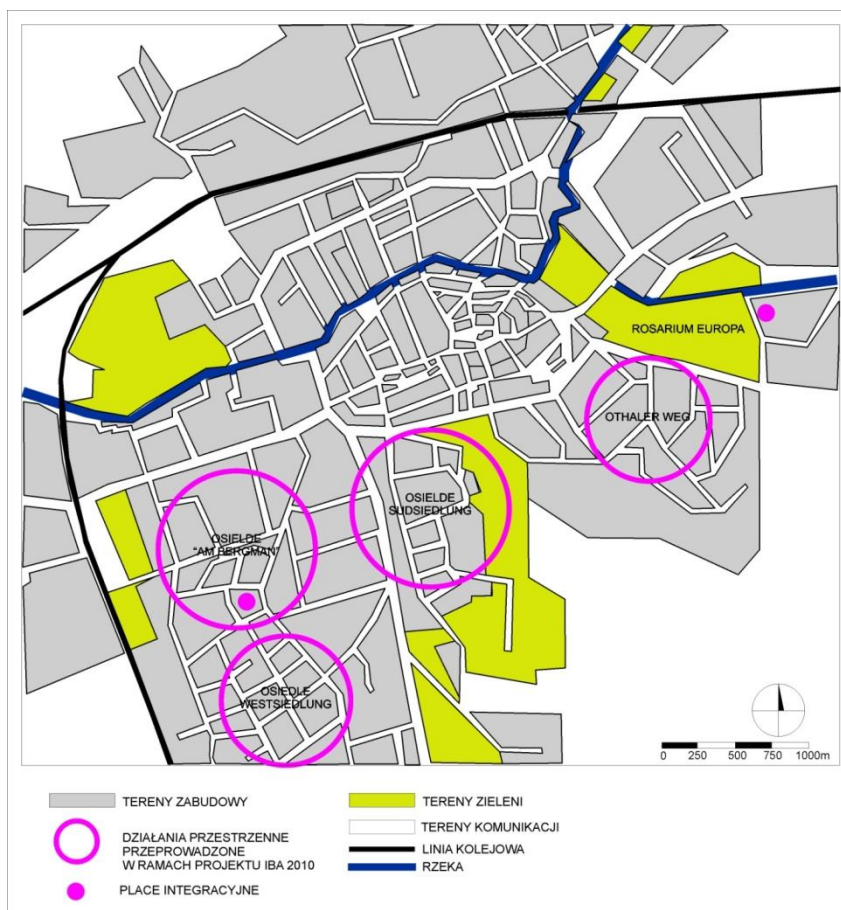 ROSARIUM EUROPA
OTHALER WEG
OSIELDE
SUDSIEDLUNG
OSIELDE
"AM BERGMAN"
OSIEDLE
WESTSIEDLUNG
0 250 500 750 1000m
TERENY ZABUDOWY
DZIAŁANIA PRZESTRZENNE
PRZEPROWADZONE
W RAMACH PROJEKTU IBA 2010
PLACE INTEGRACYJNE
TERENY ZIELENI
TERENY KOMUNIKACJI
LINIA KOLEJOWA
RZEKA